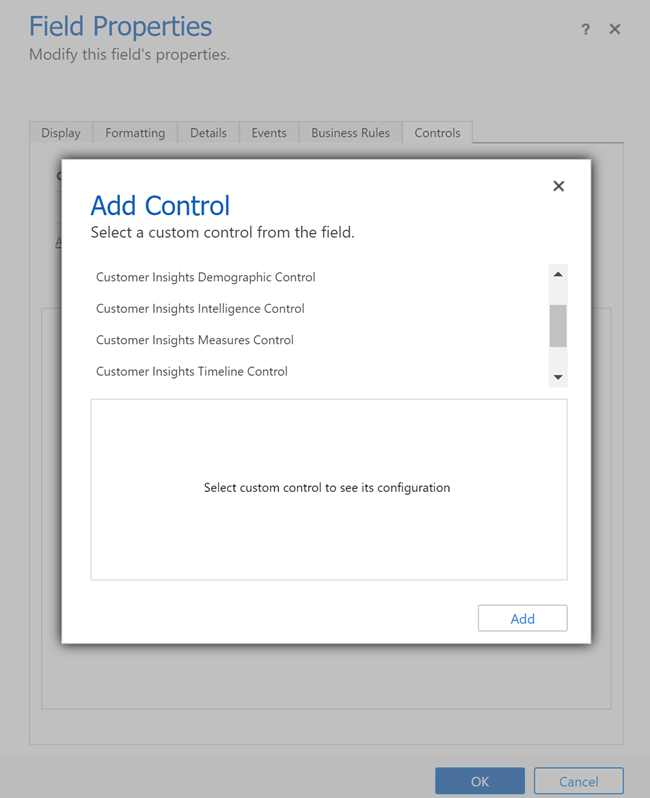 Field Properties
?
Modify this field's properties.
Display Formatting Details Events Business Rules Controls
Add Control
Select a custom control from the field.
Customer Insights Demographic Control
Customer Insights Intelligence Control
Customer Insights Measures Control
Customer Insights Timeline Control
Select custom control to see its configuration
Add
OK Cancel